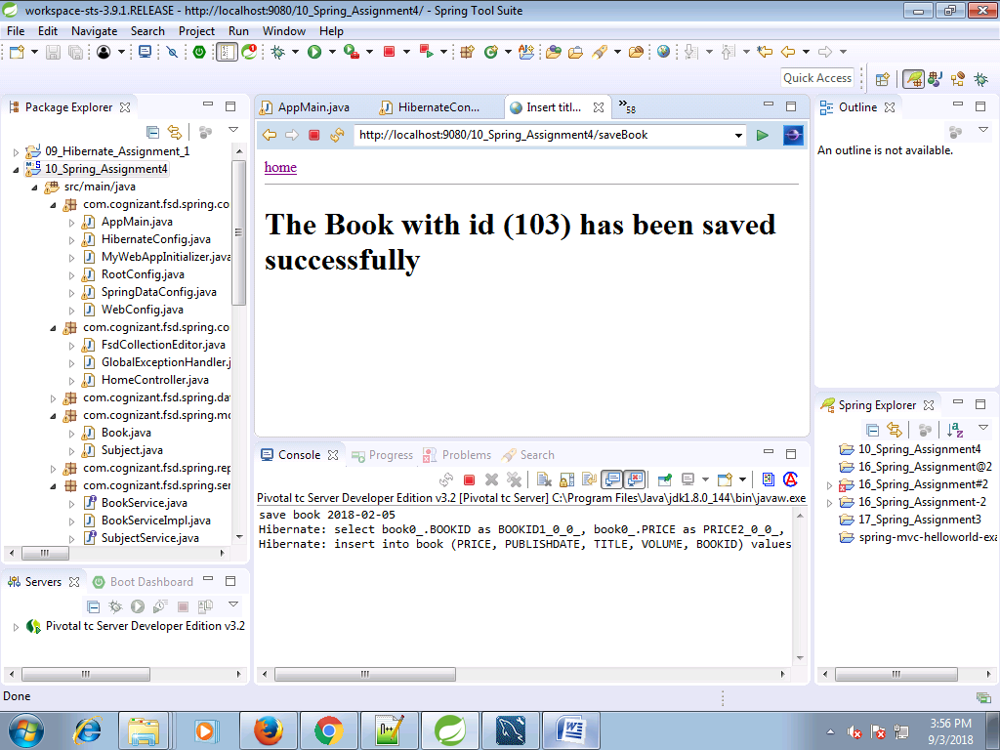 workspace-sts-3.9.1.RELEASE - http://localhost:9080/10_Spring_Assignment4/ - Spring Tool Suite
File Edit Navigate Search Project Run Window Help
Quick Access
Package Explorer
09_Hibernate_Assignment_1
10_Spring_Assignment4
src/main/java
com.cognizant.fsd.spring.co
AppMain.java
HibernateConfig.java
MyWebAppInitializer.java
RootConfig.java
SpringDataConfig.java
WebConfig.java
com.cognizant.fsd.spring.co
FsdCollectionEditor.java
GlobalExceptionHandler.j
HomeController.java
com.cognizant.fsd.spring.da
com.cognizant.fsd.spring.mo
Book.java
Subject.java
com.cognizant.fsd.spring.rep
com.cognizant.fsd.spring.ser
BookService.java
BookServiceImpl.java
SubjectService.java
Servers Boot Dashboard
Pivotal tc Server Developer Edition v3.2
AppMain.java HibernateCon... Insert titl... »58
http://localhost:9080/10_Spring_Assignment4/saveBook
home
The Book with id (103) has been saved
successfully
Console Progress Problems Search
Pivotal tc Server Developer Edition v3.2 [Pivotal tc Server] C:\Program Files\Java\jdk1.8.0_144\bin\javaw.exe
save book 2018-02-05
Hibernate: select book0_.BOOKID as BOOKID1_0_0_, book0_.PRICE as PRICE2_0_0_,
Hibernate: insert into book (PRICE, PUBLISHDATE, TITLE, VOLUME, BOOKID) values
Outline
An outline is not available.
Spring Explorer
10_Spring_Assignment4
16_Spring_Assignment@2
16_Spring_Assignment#2
16_Spring_Assignment-2
17_Spring_Assignment3
spring-mvc-helloworld-exa
Done
3:56 PM
9/3/2018